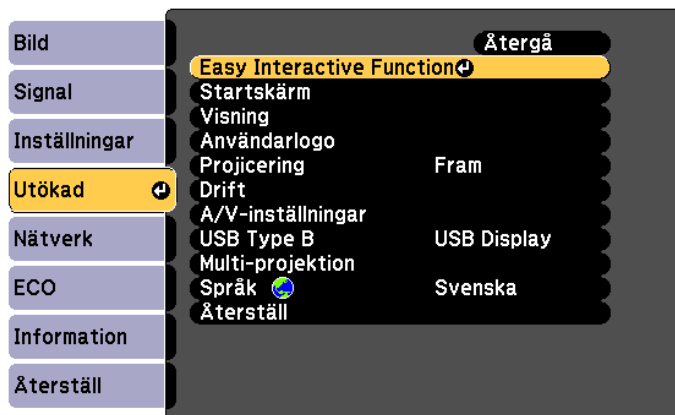 Bild
Signal
Inställningar
Utökad
Nätverk
ECO
Information
Återställ
Återgå
Easy Interactive Function
Startskärm
Visning
Användarlogo
Projicering Fram
Drift
A/V-inställningar
USB Type B USB Display
Multi-projektion
Språk Svenska
Återställ